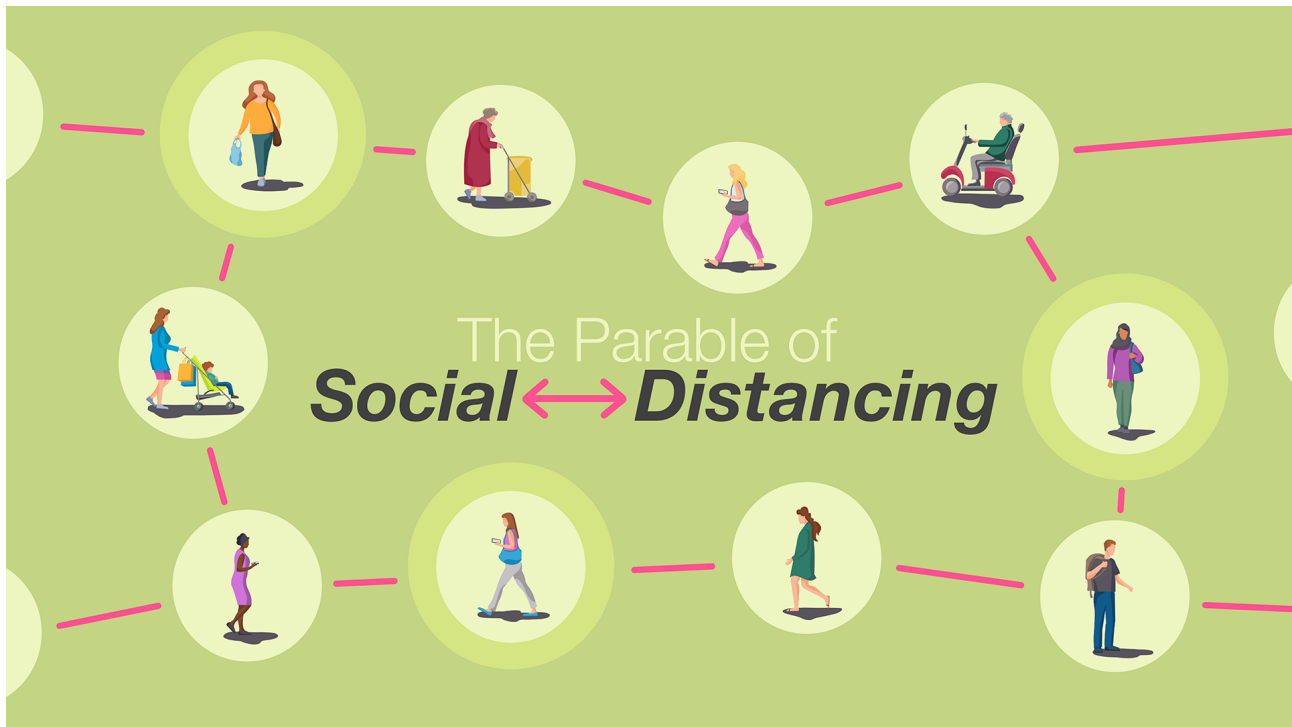 The Parable of
Social Distancing